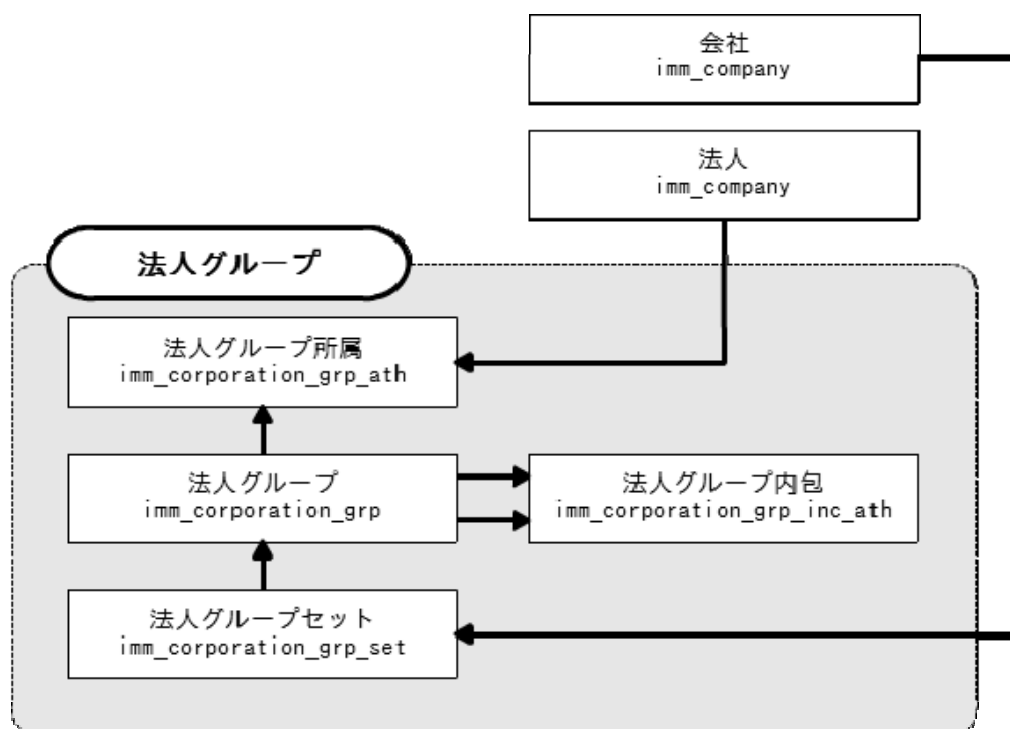 会社
imm_company
法人
imm_company
法人グループ
法人グループ所属
imm_corporation_grp_ath
法人グループ
imm_corporation_grp
法人グループ内包
imm_corporation_grp_inc_ath
法人グループセット
imm_corporation_grp_set